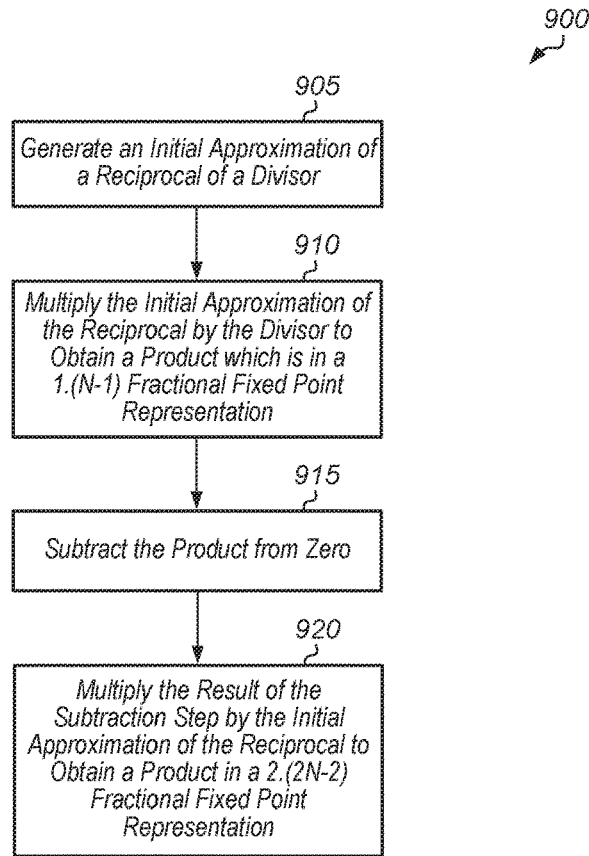 900
905
Generate an Initial Approximation of
a Reciprocal of a Divisor
910
Multiply the Initial Approximation of
the Reciprocal by the Divisor to
Obtain a Product which is in a
1.(N-1) Fractional Fixed Point
Representation
915
Subtract the Product from Zero
920
Multiply the Result of the
Subtraction Step by the Initial
Approximation of the Reciprocal to
Obtain a Product in a 2.(2N-2)
Fractional Fixed Point
Representation